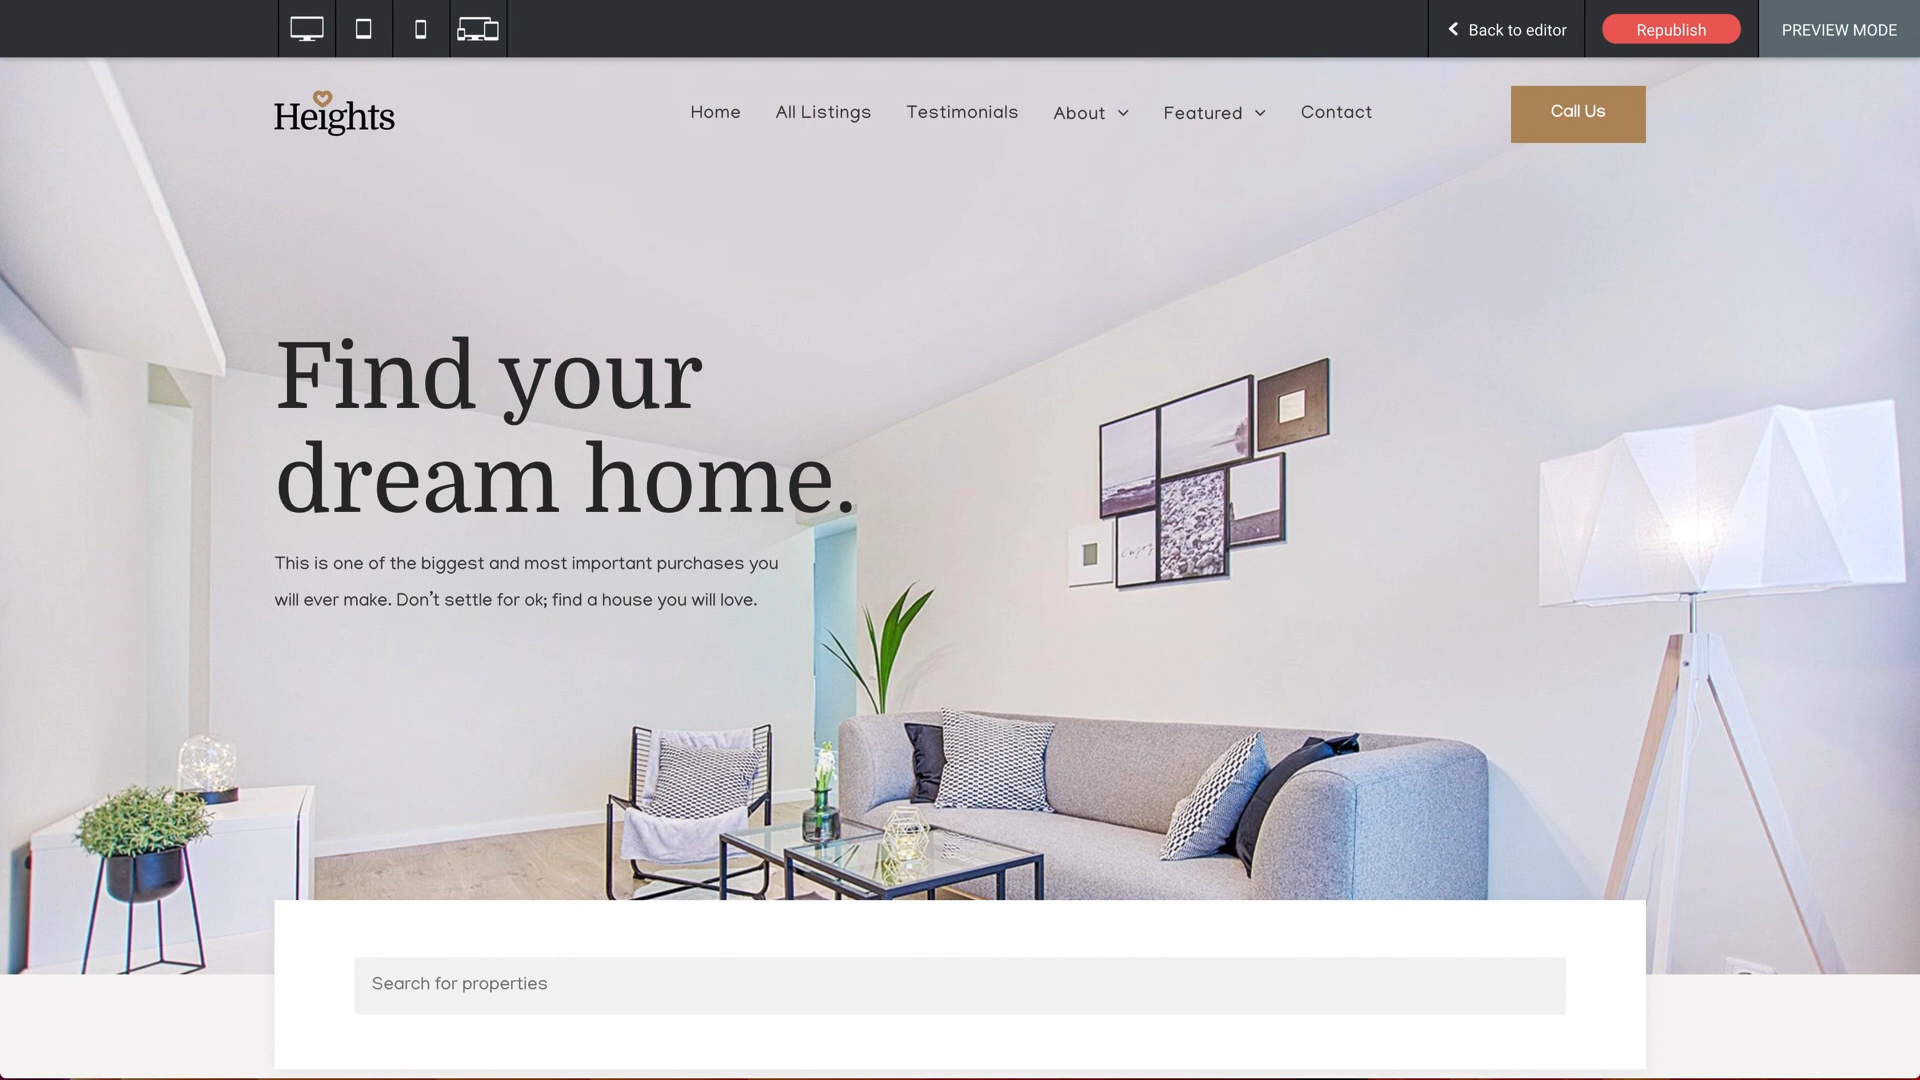 Back to editor
Republish
PREVIEW MODE
Heights
Home
All Listings
Testimonials
About
Featured
Contact
Call Us
Find your
dream home.
This is one of the biggest and most important purchases you
will ever make. Don’t settle for ok; find a house you will love.
Search for properties